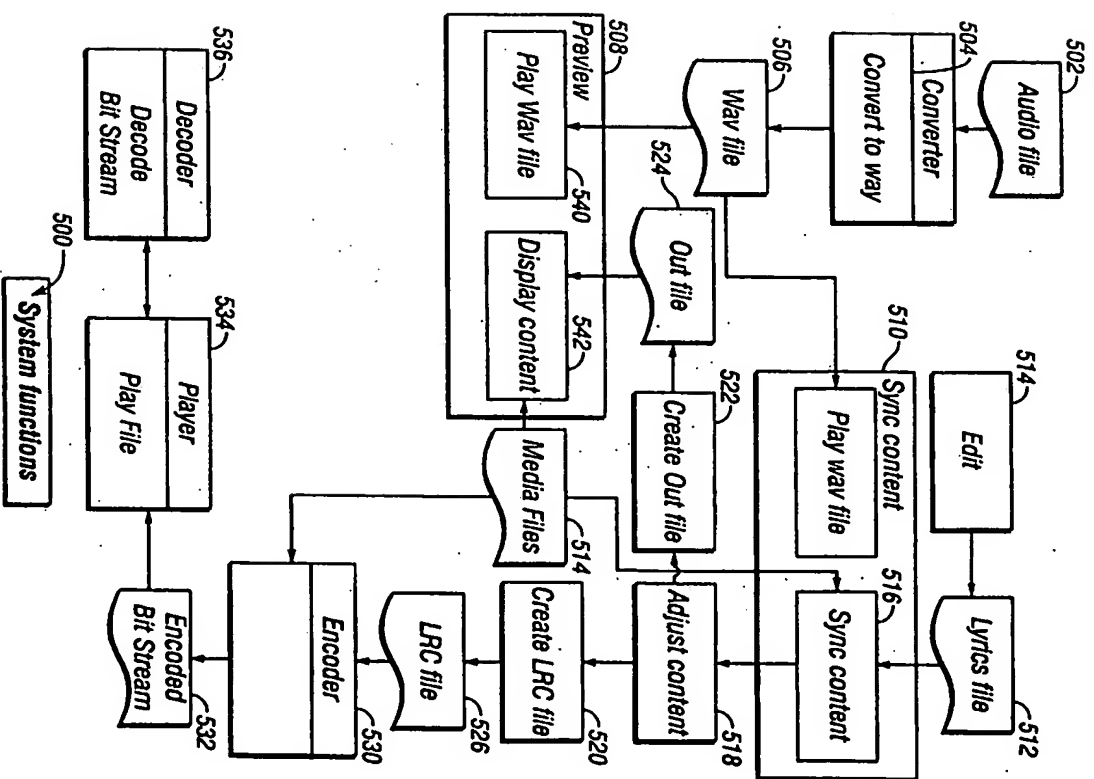 502
Audio file
504
Converter
Convert to way
506
Wav file
508
Preview
Play Wav file
540
Display content
542
524
Out file
522
Create Out file
510
Sync content
Play wav file
516
Sync content
514
Edit
Lyrics file
512
Adjust content
518
Create LRC file
520
LRC file
526
Media Files
514
Encoder
530
Encoded
Bit Stream
532
534
Player
Play File
536
Decoder
Decode
Bit Stream
500
System functions